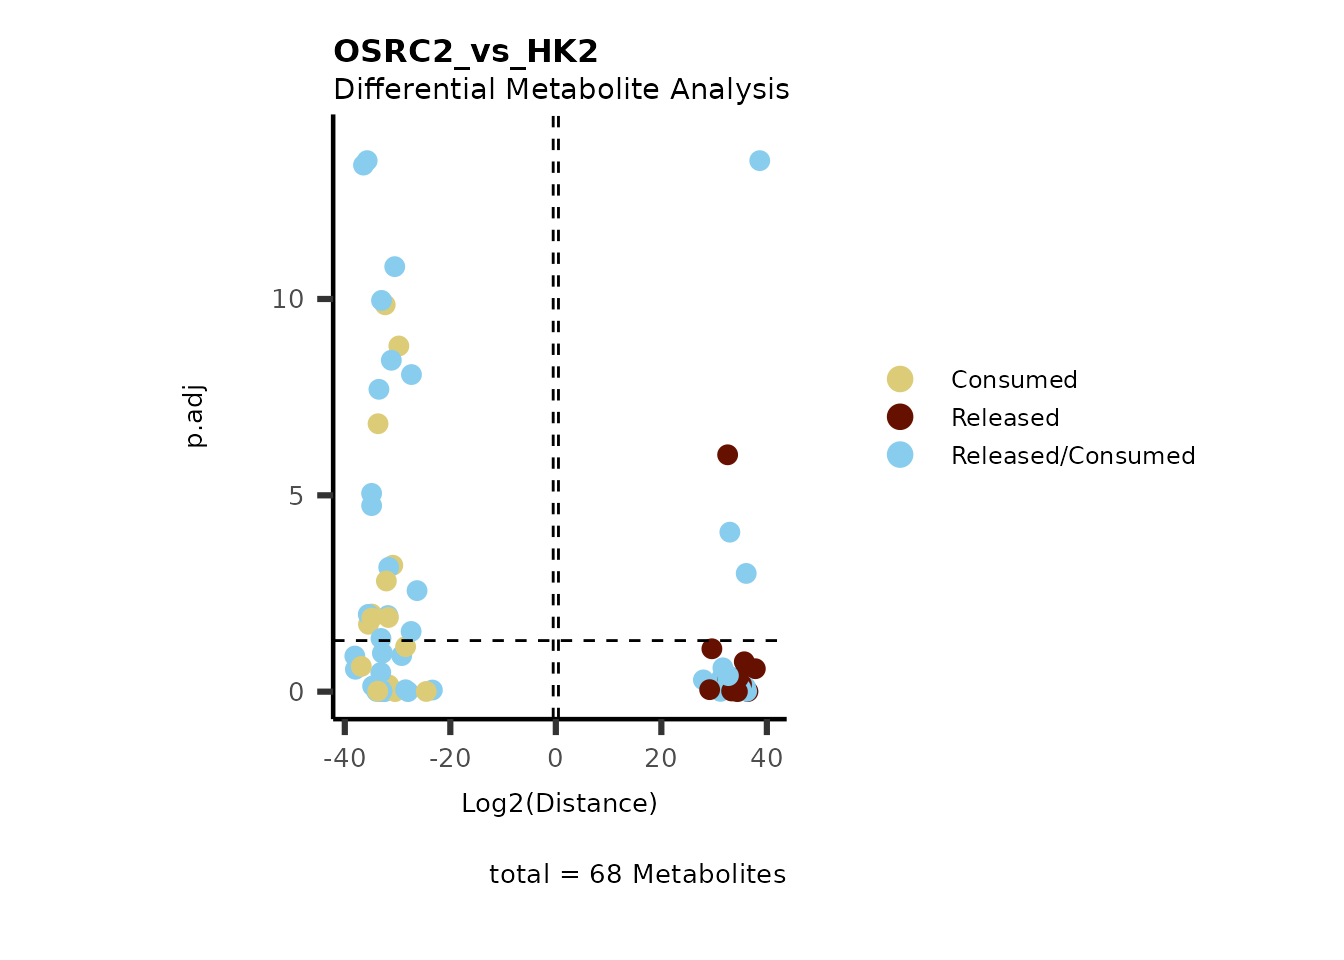 OSRC2_vs_HK2
Differential Metabolite Analysis
p.adj
10
5
0
-40
-20
0
20
40
Log2(Distance)
Consumed
Released
Released/Consumed
total = 68 Metabolites